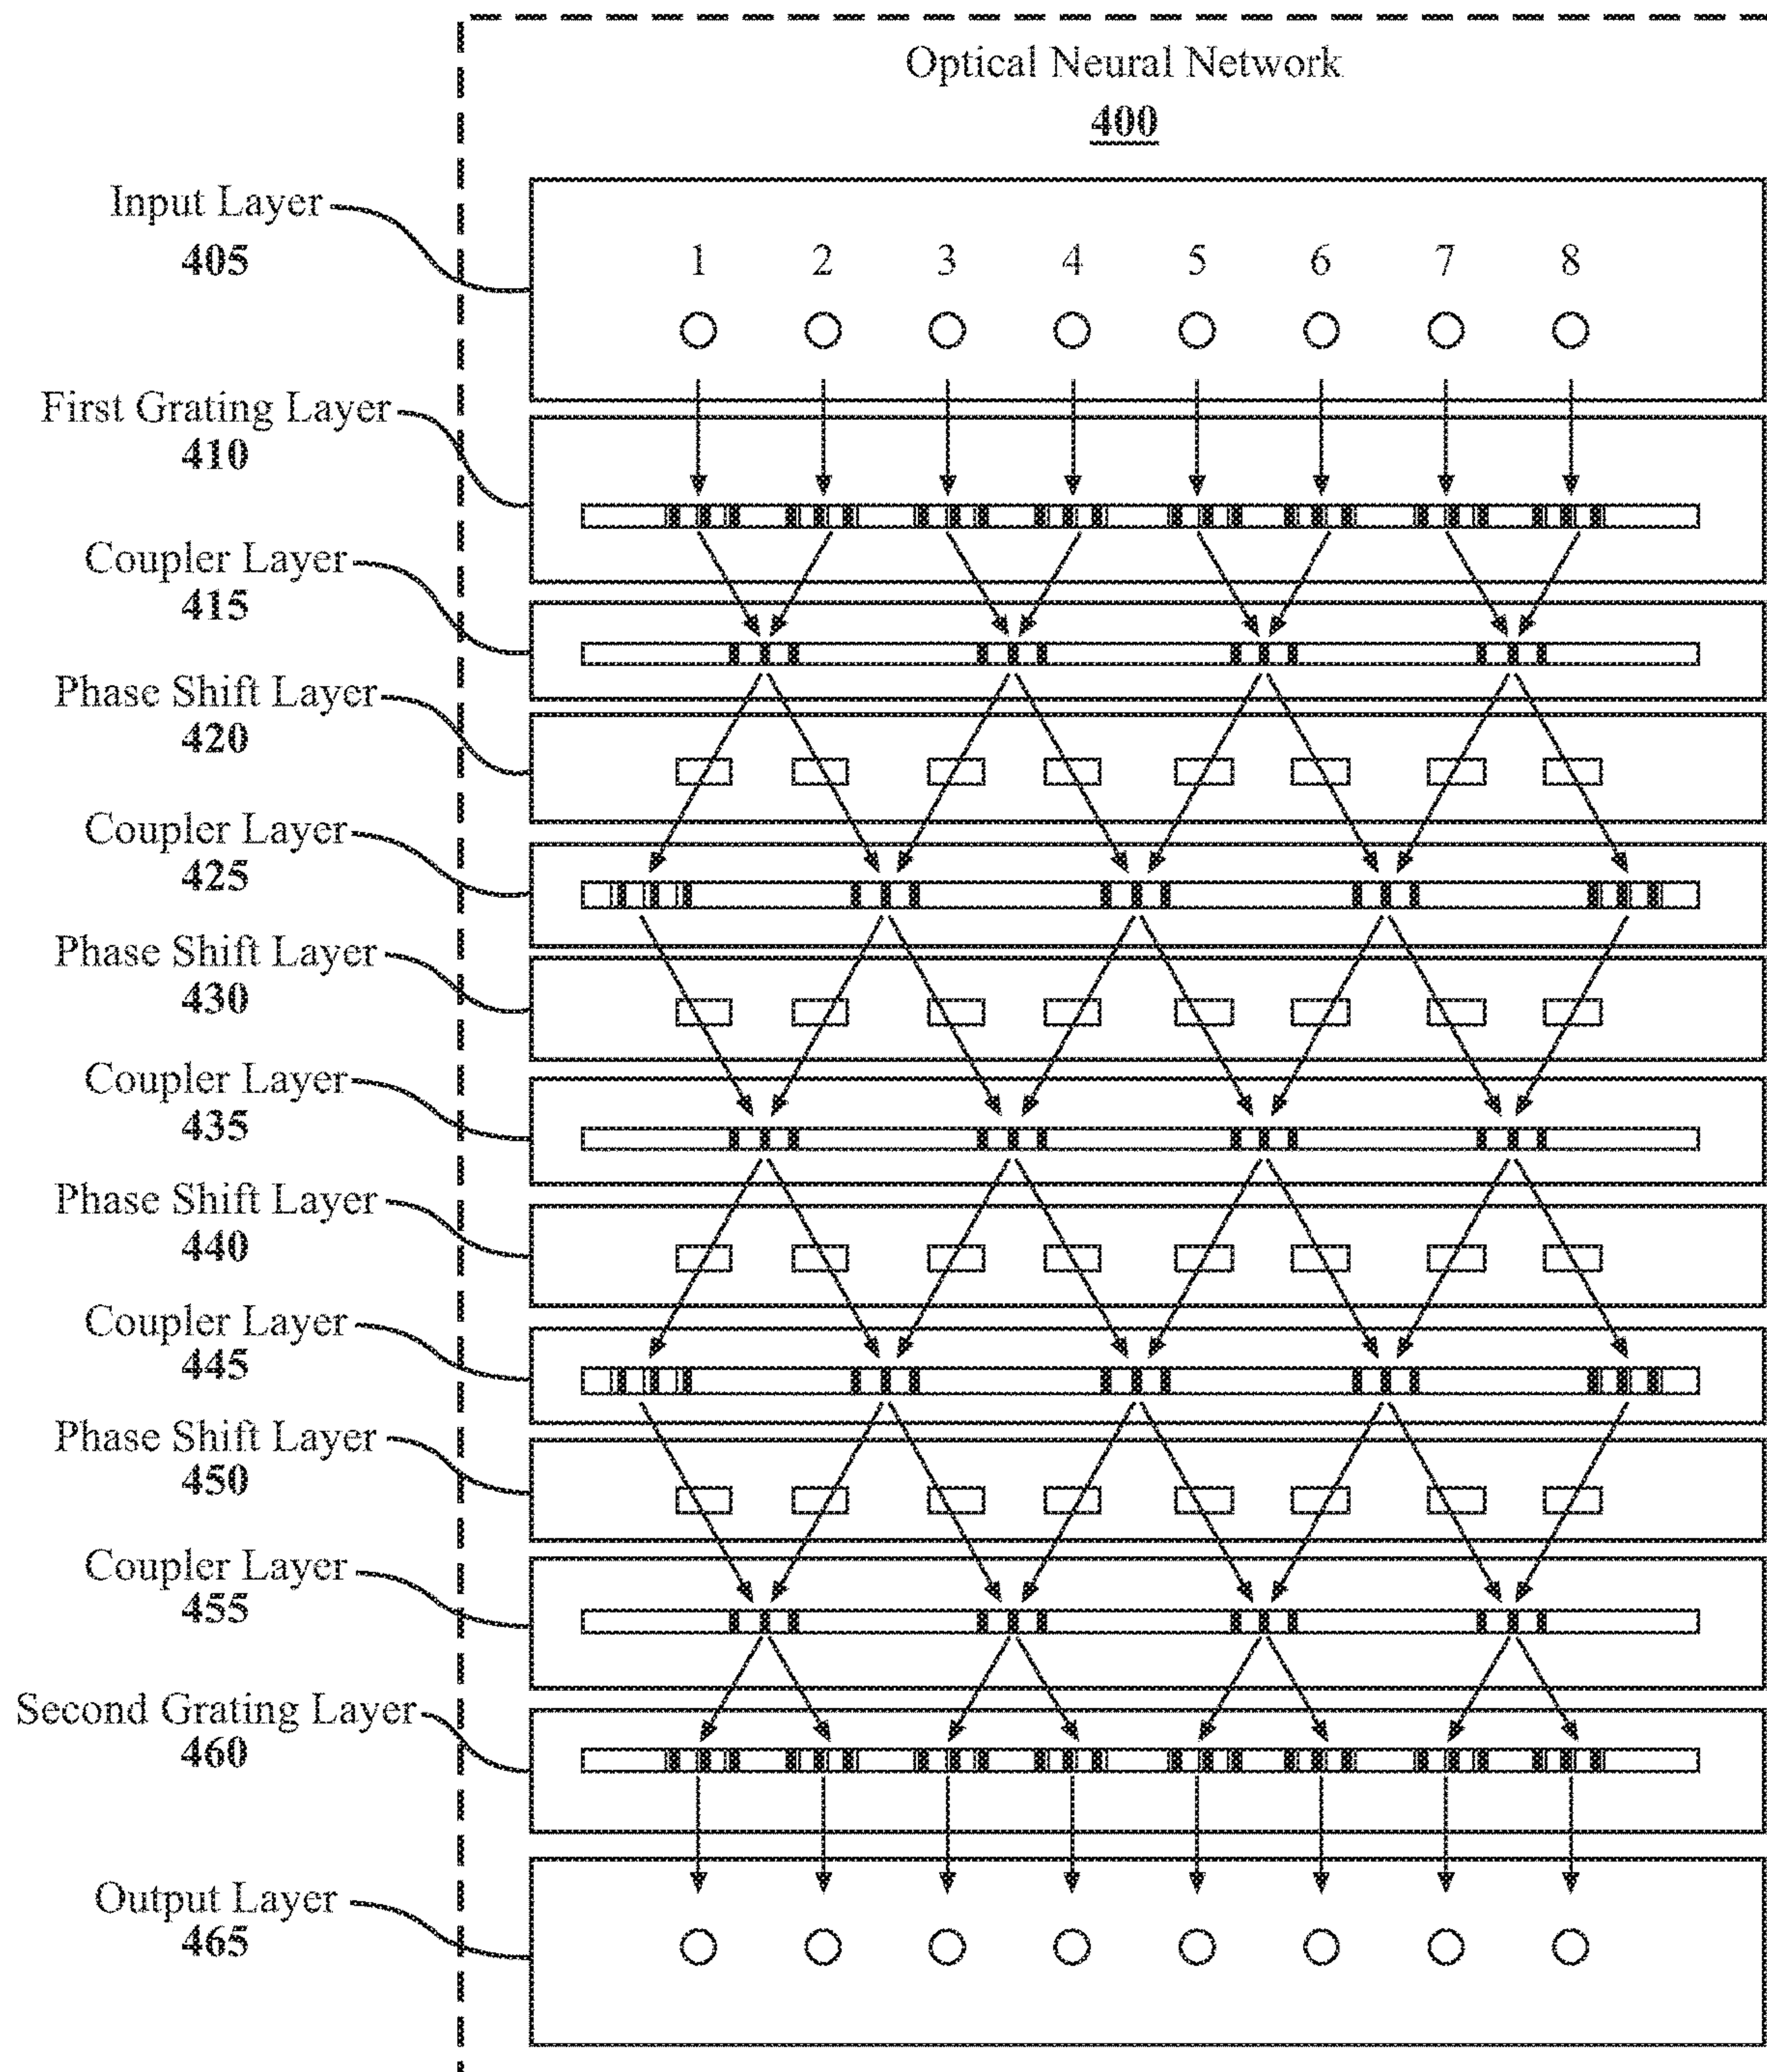 Optical Neural Network
400
Input Layer
405
1 2 3 4 5 6 7 8
First Grating Layer
410
Coupler Layer
415
Phase Shift Layer
420
Coupler Layer
425
Phase Shift Layer
430
Coupler Layer
435
Phase Shift Layer
440
Coupler Layer
445
Phase Shift Layer
450
Coupler Layer
455
Second Grating Layer
460
Output Layer
465